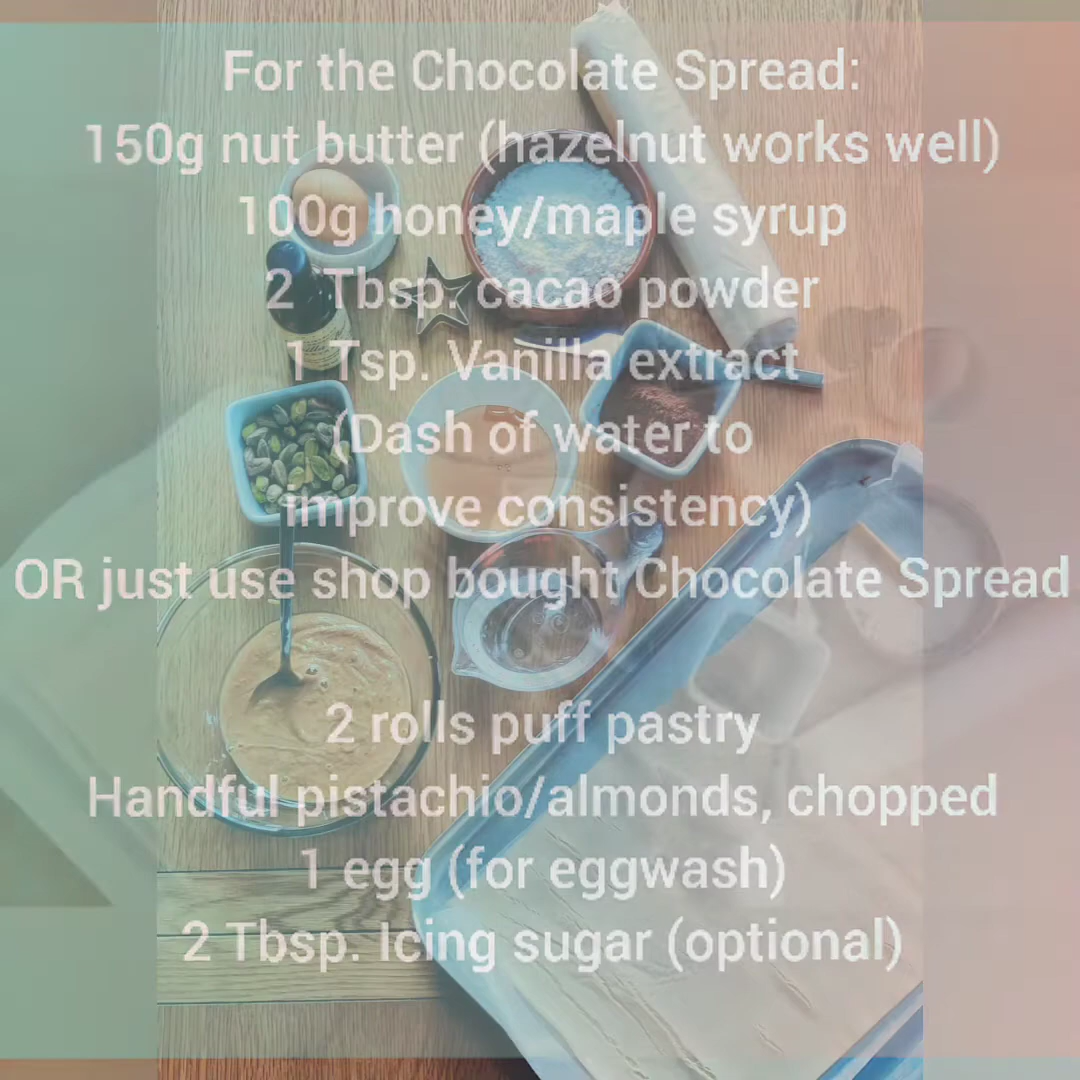 For the Chocolate Spread:
150g nut butter (hazelnut works well)
100g honey/maple syrup
2 Tbsp. cacao powder
1 Tsp. Vanilla extract
(Dash of water to
improve consistency)
OR just use shop bought Chocolate Spread
2 rolls puff pastry
Handful pistachio/almonds, chopped
1 egg (for eggwash)
2 Tbsp. Icing sugar (optional)